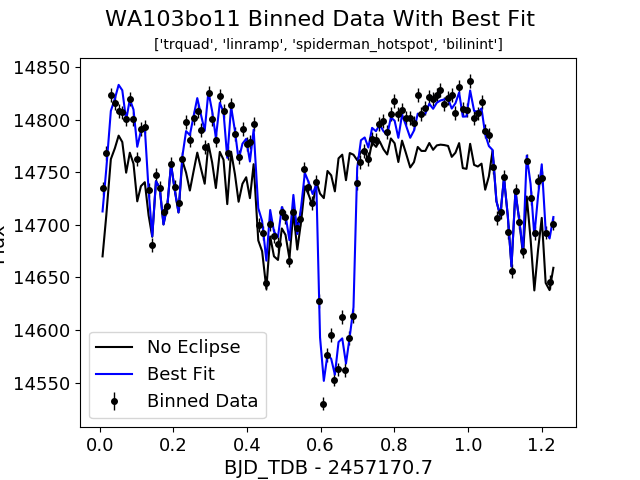 WA103bo11 Binned Data With Best Fit
['trquad', 'linramp', 'spiderman_hotspot', 'bilinint']
14850
14800
14750
14700
14650
14600
14550
No Eclipse
Best Fit
Binned Data
0.0 0.2 0.4 0.6 0.8 1.0 1.2
BJD_TDB - 2457170.7